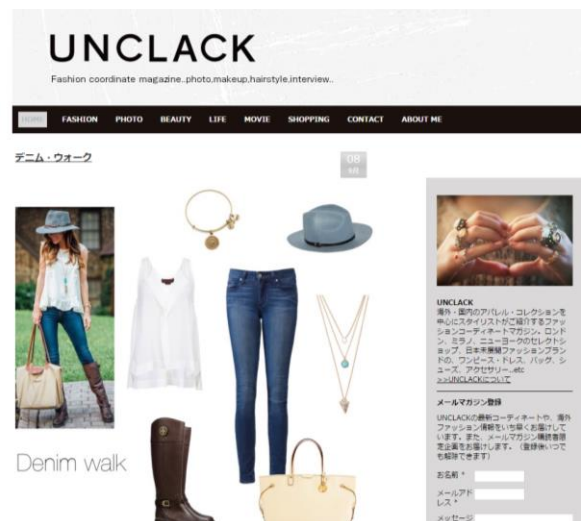 UNCLACK
Fashion coordinate magazine..photo,makeup,hairstyle,interview..
HOME FASHION PHOTO BEAUTY LIFE MOVIE SHOPPING CONTACT ABOUT ME
デニム・ウォーク
08
Denim walk
UNCLACK
海外・国内のアパレル・コレクションを
中心にスタイリストがご紹介するファッ
ションコーディネートマガジン。ロンド
ン、ミラノ、ニューヨークのセレクトシ
ョップ、日本未展開ファッションブラン
ドの、ワンピース・ドレス、バッグ、シ
ューズ、アクセサリー…etc
>>UNCLACKについて
メールマガジン登録
UNCLACKの最新コーディネートや、海外
ファッション情報をいち早くお届けして
います。また、メールマガジン購読者限
定企画をお届けします。（登録後いつで
も解除できます）
お名前 *
メールアド
レス *
メッセージ